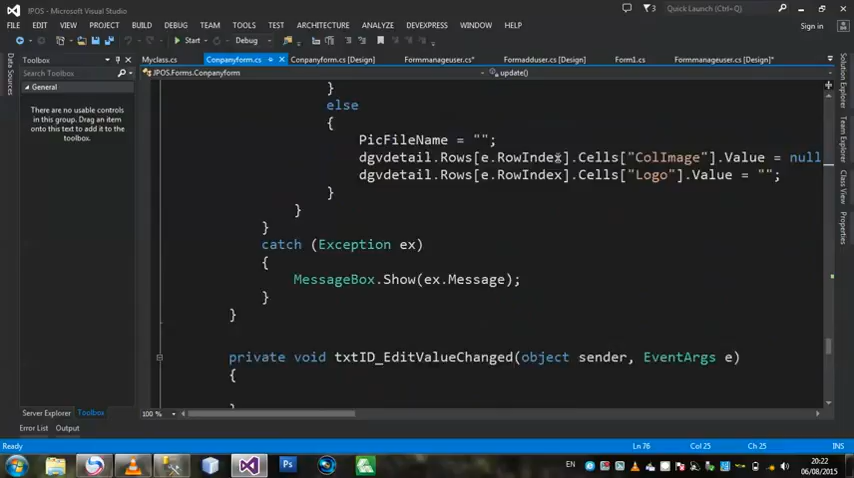 JPOS - Microsoft Visual Studio
3
Quick Launch (Ctrl+Q)
FILE EDIT VIEW PROJECT BUILD DEBUG TEAM TOOLS TEST ARCHITECTURE ANALYZE DEVEXPRESS WINDOW HELP
Sign in
Start Debug
Toolbox
Myclass.cs Conpanyform.cs Conpanyform.cs [Design] Formmanageuser.cs* Formadduser.cs [Design] Form1.cs Formmanageuser.cs [Design]*
Search Toolbox
JPOS.Forms.Conpanyform
update()
General
There are no usable controls
in this group. Drag an item
onto this text to add it to the
toolbox.
}
else
{
PicFileName = "";
dgvdetail.Rows[e.RowIndex].Cells["ColImage"].Value = null
dgvdetail.Rows[e.RowIndex].Cells["Logo"].Value = "";
}
}
}
catch (Exception ex)
{
MessageBox.Show(ex.Message);
}
}
private void txtID_EditValueChanged(object sender, EventArgs e)
{
Data Sources
Solution Explorer
Team Explorer
Class View
Properties
Server Explorer Toolbox
100 %
Error List Output
Ready
Ln 76 Col 25 Ch 25 INS
EN
20:22
06/08/2015